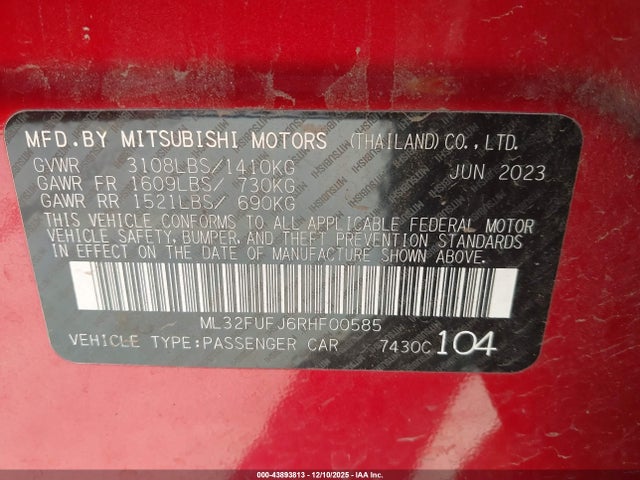 MFD.BY MITSUBISHI MOTORS (THAILAND)CO.,LTD.
GVWR 3108LBS/1410KG JUN 2023
GAWR FR 1609LBS/ 730KG
GAWR RR 1521LBS/ 690KG
THIS VEHICLE CONFORMS TO ALL APPLICABLE FEDERAL MOTOR
VEHICLE SAFETY, BUMPER, AND THEFT PREVENTION STANDARDS
IN EFFECT ON THE DATE OF MANUFACTURE SHOWN ABOVE.
ML32FUFJ6RHF00585
VEHICLE TYPE:PASSENGER CAR 7430C 104
000-43893813 - 12/10/2025 - IAA Inc.